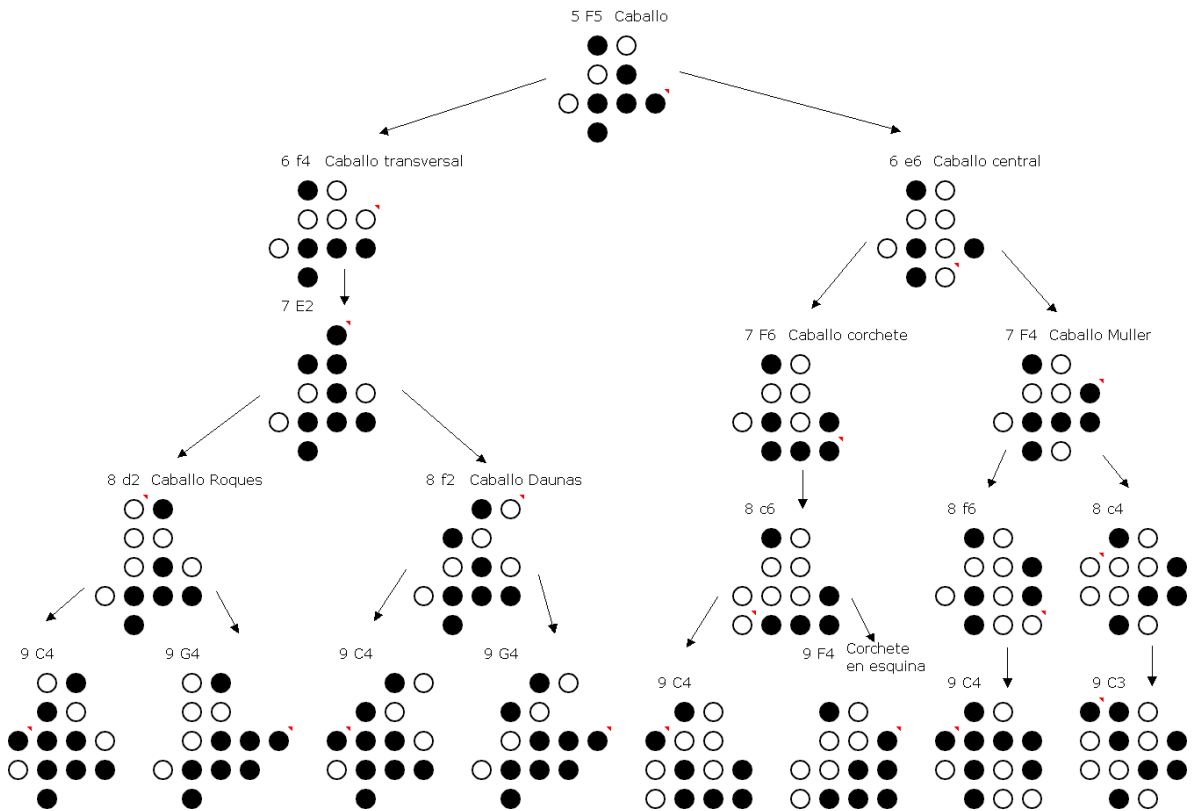 5 F5 Caballo
6 f4 Caballo transversal
6 e6 Caballo central
7 E2
7 F6 Caballo corchete
7 F4 Caballo Muller
8 d2 Caballo Roques
8 f2 Caballo Daunas
8 c6
8 f6
8 c4
9 C4
9 G4
9 C4
9 G4
9 C4
9 F4
Corchete
en esquina
9 C4
9 C3